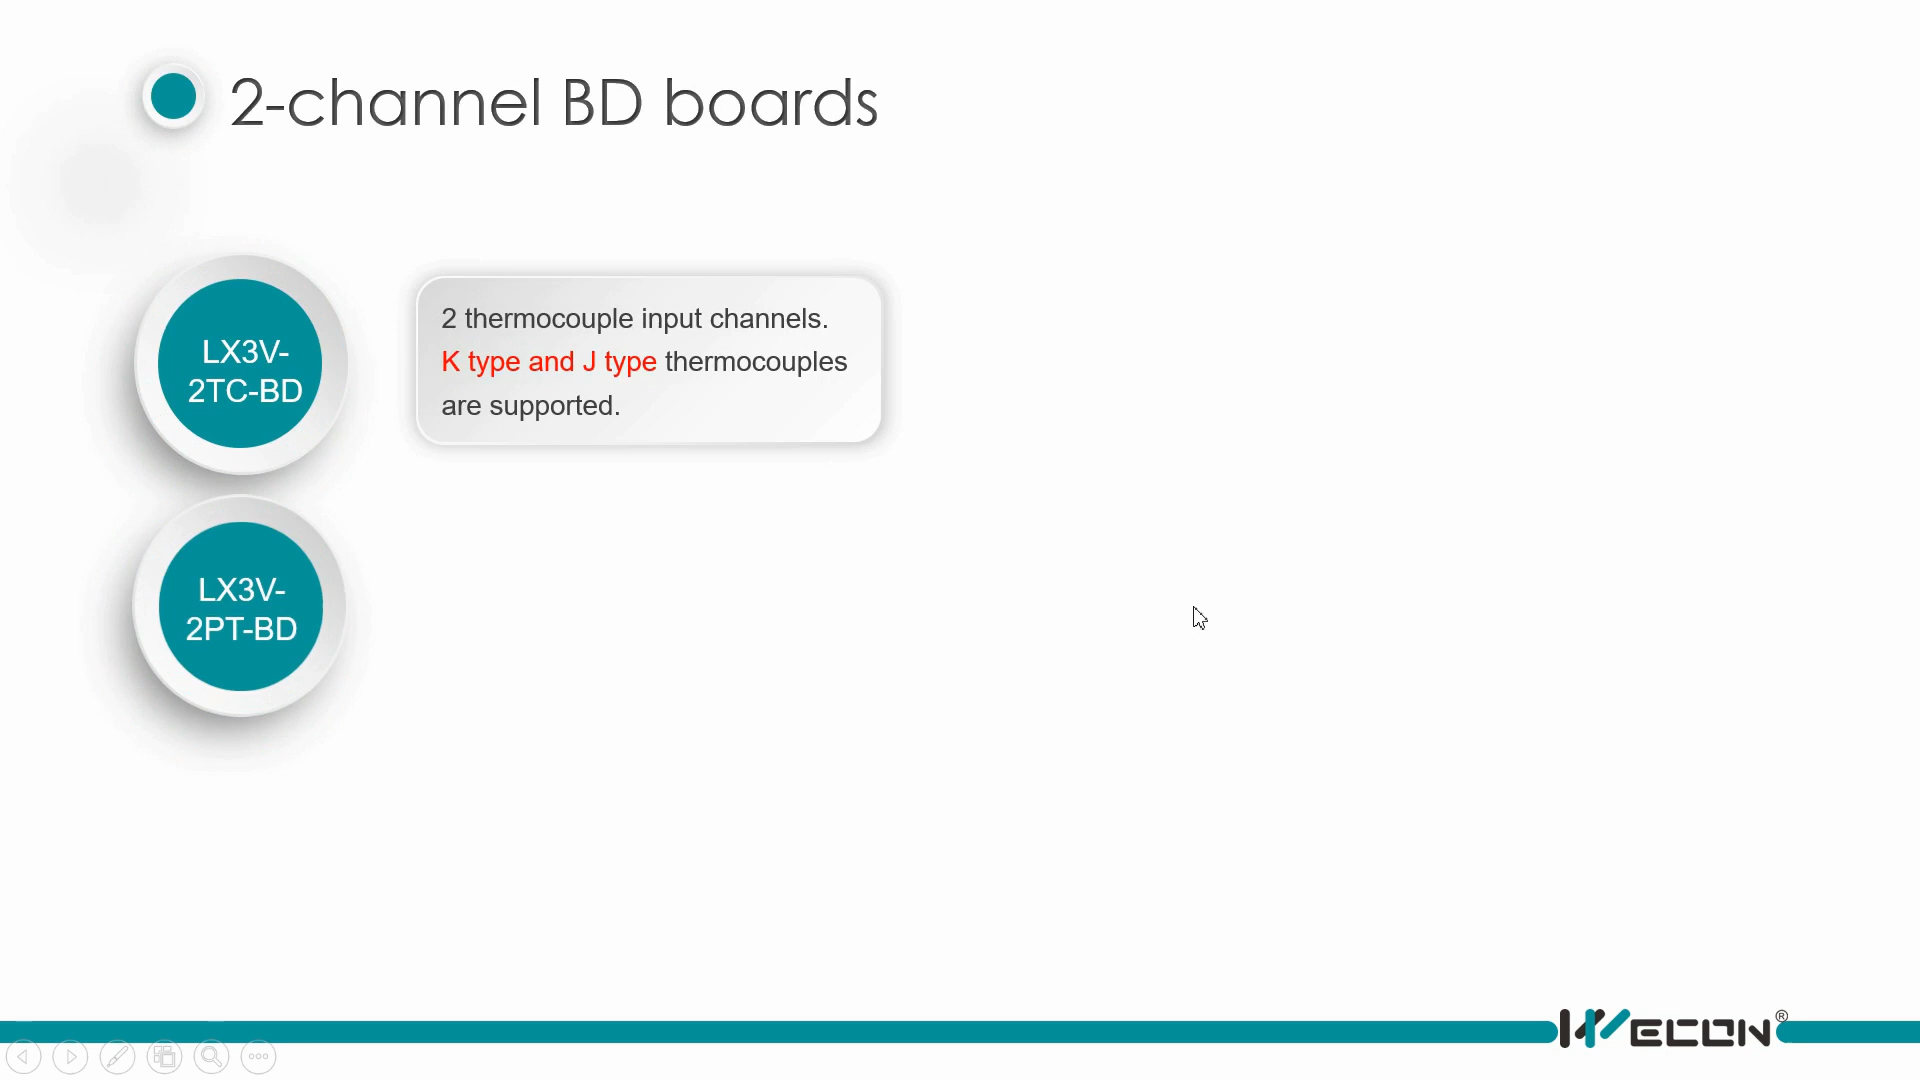 2-channel BD boards
LX3V-
2TC-BD
2 thermocouple input channels.
K type and J type thermocouples
are supported.
LX3V-
2PT-BD
WECON®